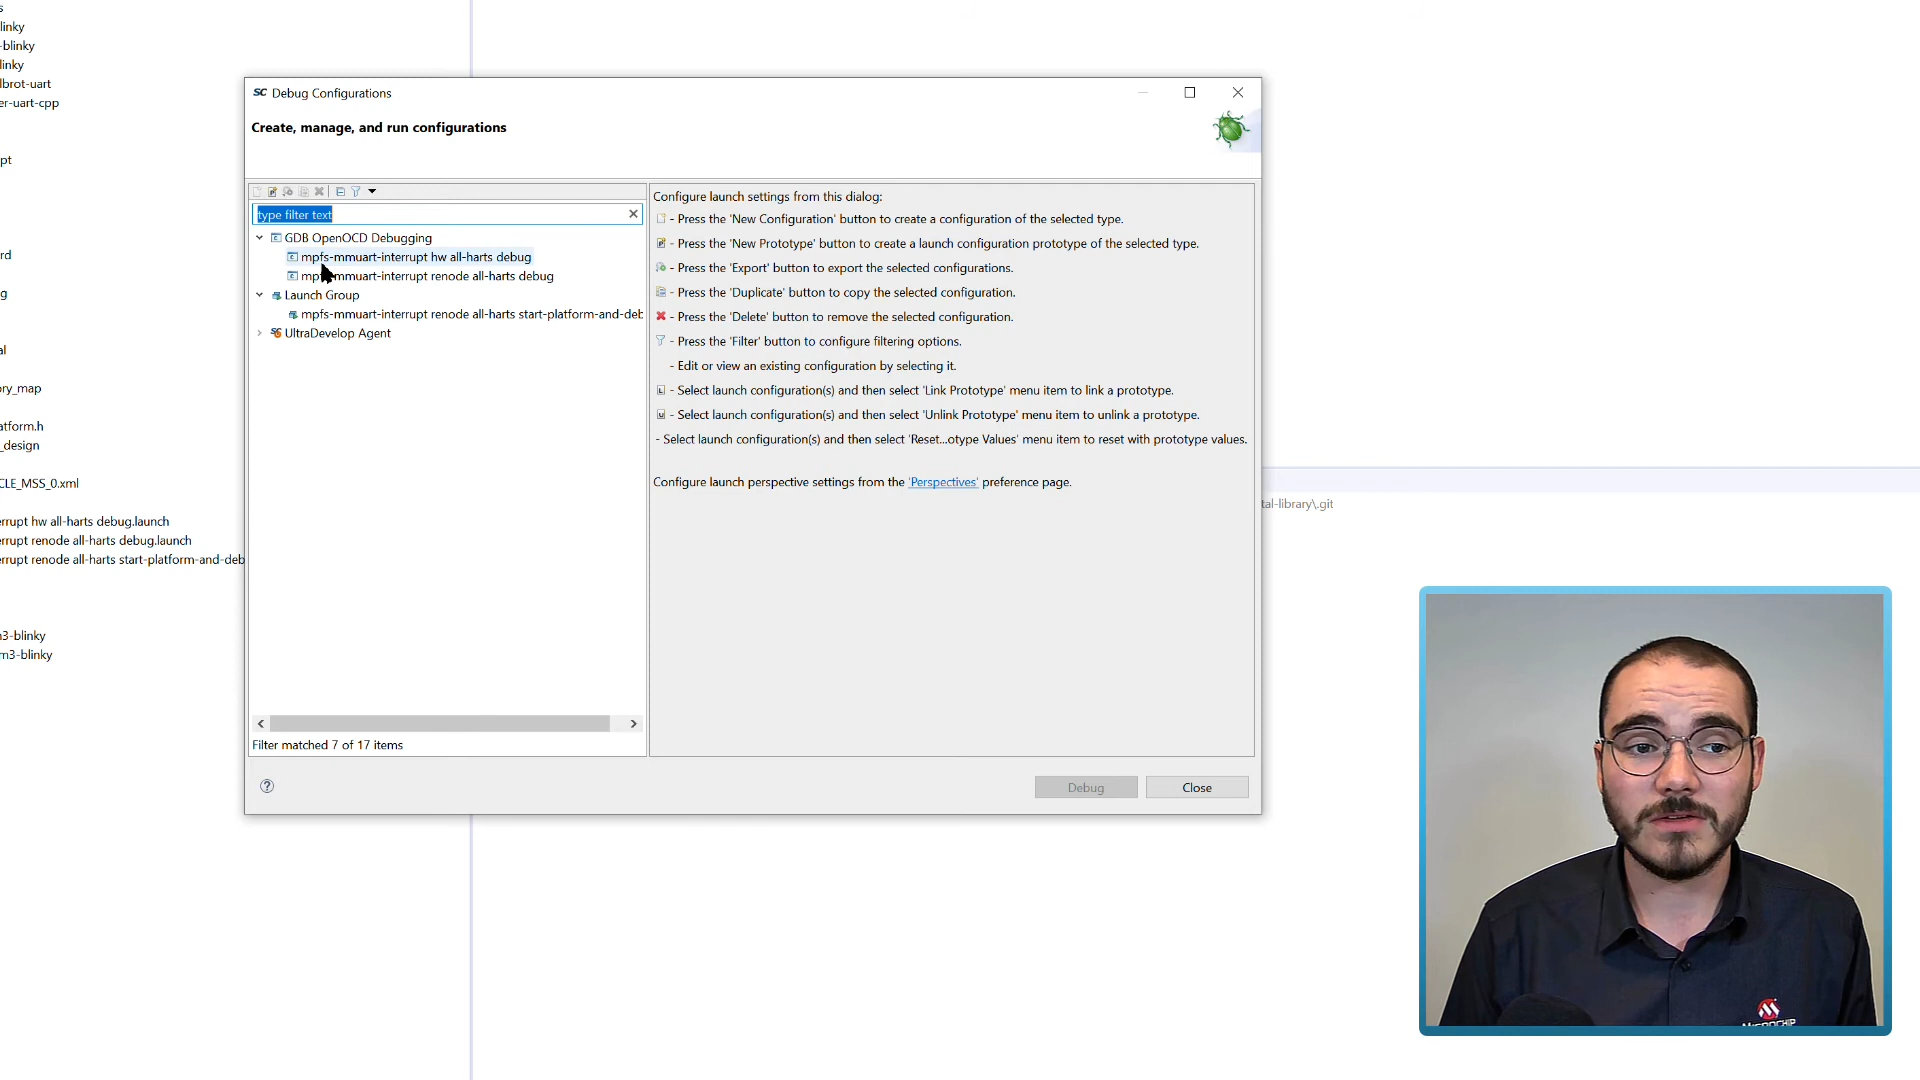 s
linky
-blinky
linky
lbrot-uart
er-uart-cpp
pt
rd
g
al
ory_map
atform.h
_design
CLE_MSS_0.xml
errupt hw all-harts debug.launch
errupt renode all-harts debug.launch
errupt renode all-harts start-platform-and-deb
n3-blinky
m3-blinky
SC Debug Configurations
Create, manage, and run configurations
type filter text
GDB OpenOCD Debugging
mpfs-mmuart-interrupt hw all-harts debug
mpfs-mmuart-interrupt renode all-harts debug
Launch Group
mpfs-mmuart-interrupt renode all-harts start-platform-and-deb
UltraDevelop Agent
Filter matched 7 of 17 items
Configure launch settings from this dialog:
- Press the 'New Configuration' button to create a configuration of the selected type.
- Press the 'New Prototype' button to create a launch configuration prototype of the selected type.
- Press the 'Export' button to export the selected configurations.
- Press the 'Duplicate' button to copy the selected configuration.
- Press the 'Delete' button to remove the selected configuration.
- Press the 'Filter' button to configure filtering options.
- Edit or view an existing configuration by selecting it.
- Select launch configuration(s) and then select 'Link Prototype' menu item to link a prototype.
- Select launch configuration(s) and then select 'Unlink Prototype' menu item to unlink a prototype.
- Select launch configuration(s) and then select 'Reset...otype Values' menu item to reset with prototype values.
Configure launch perspective settings from the 'Perspectives' preference page.
Debug
Close
tal-library\.git
MICROCHIP